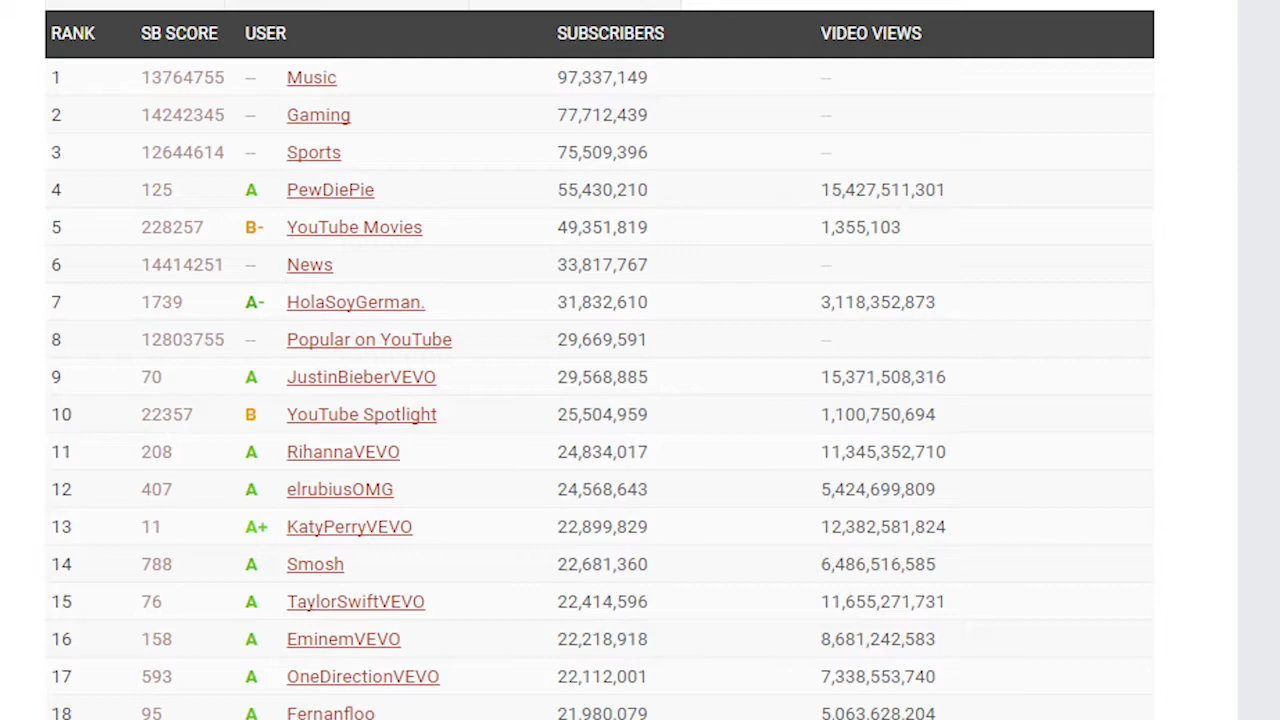 RANK SB SCORE USER SUBSCRIBERS VIDEO VIEWS
1 13764755 -- Music 97,337,149 --
2 14242345 -- Gaming 77,712,439 --
3 12644614 -- Sports 75,509,396 --
4 125 A PewDiePie 55,430,210 15,427,511,301
5 228257 B- YouTube Movies 49,351,819 1,355,103
6 14414251 -- News 33,817,767 --
7 1739 A- HolaSoyGerman. 31,832,610 3,118,352,873
8 12803755 -- Popular on YouTube 29,669,591 --
9 70 A JustinBieberVEVO 29,568,885 15,371,508,316
10 22357 B YouTube Spotlight 25,504,959 1,100,750,694
11 208 A RihannaVEVO 24,834,017 11,345,352,710
12 407 A elrubiusOMG 24,568,643 5,424,699,809
13 11 A+ KatyPerryVEVO 22,899,829 12,382,581,824
14 788 A Smosh 22,681,360 6,486,516,585
15 76 A TaylorSwiftVEVO 22,414,596 11,655,271,731
16 158 A EminemVEVO 22,218,918 8,681,242,583
17 593 A OneDirectionVEVO 22,112,001 7,338,553,740
18 95 A Fernanfloo 21,980,079 5,063,628,204